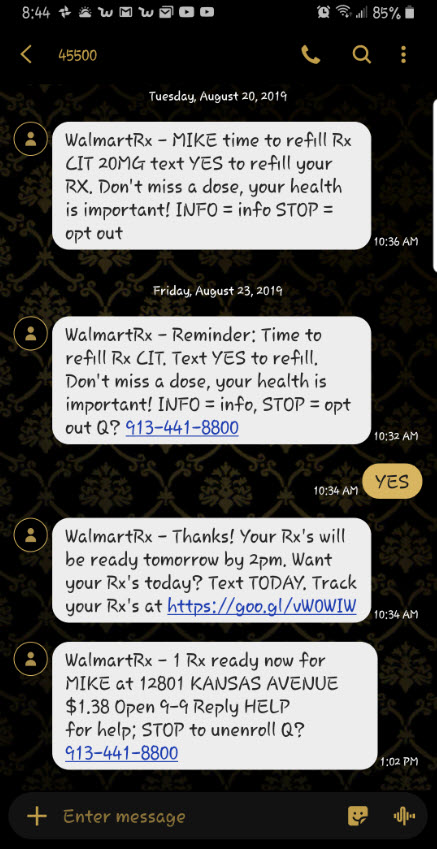 8:44
85%
45500
Tuesday, August 20, 2019
WalmartRx - MIKE time to refill Rx
CIT 20MG text YES to refill your
RX. Don't miss a dose, your health
is important! INFO = info STOP =
opt out
10:36 AM
Friday, August 23, 2019
WalmartRx - Reminder: Time to
refill Rx CIT. Text YES to refill.
Don't miss a dose, your health is
important! INFO = info, STOP = opt
out Q? 913-441-8800
10:32 AM
YES
10:34 AM
WalmartRx - Thanks! Your Rx's will
be ready tomorrow by 2pm. Want
your Rx's today? Text TODAY. Track
your Rx's at https://goo.gl/vW0WIW
10:34 AM
WalmartRx - 1 Rx ready now for
MIKE at 12801 KANSAS AVENUE
$1.38 Open 9-9 Reply HELP
for help; STOP to unenroll Q?
913-441-8800
1:02 PM
Enter message